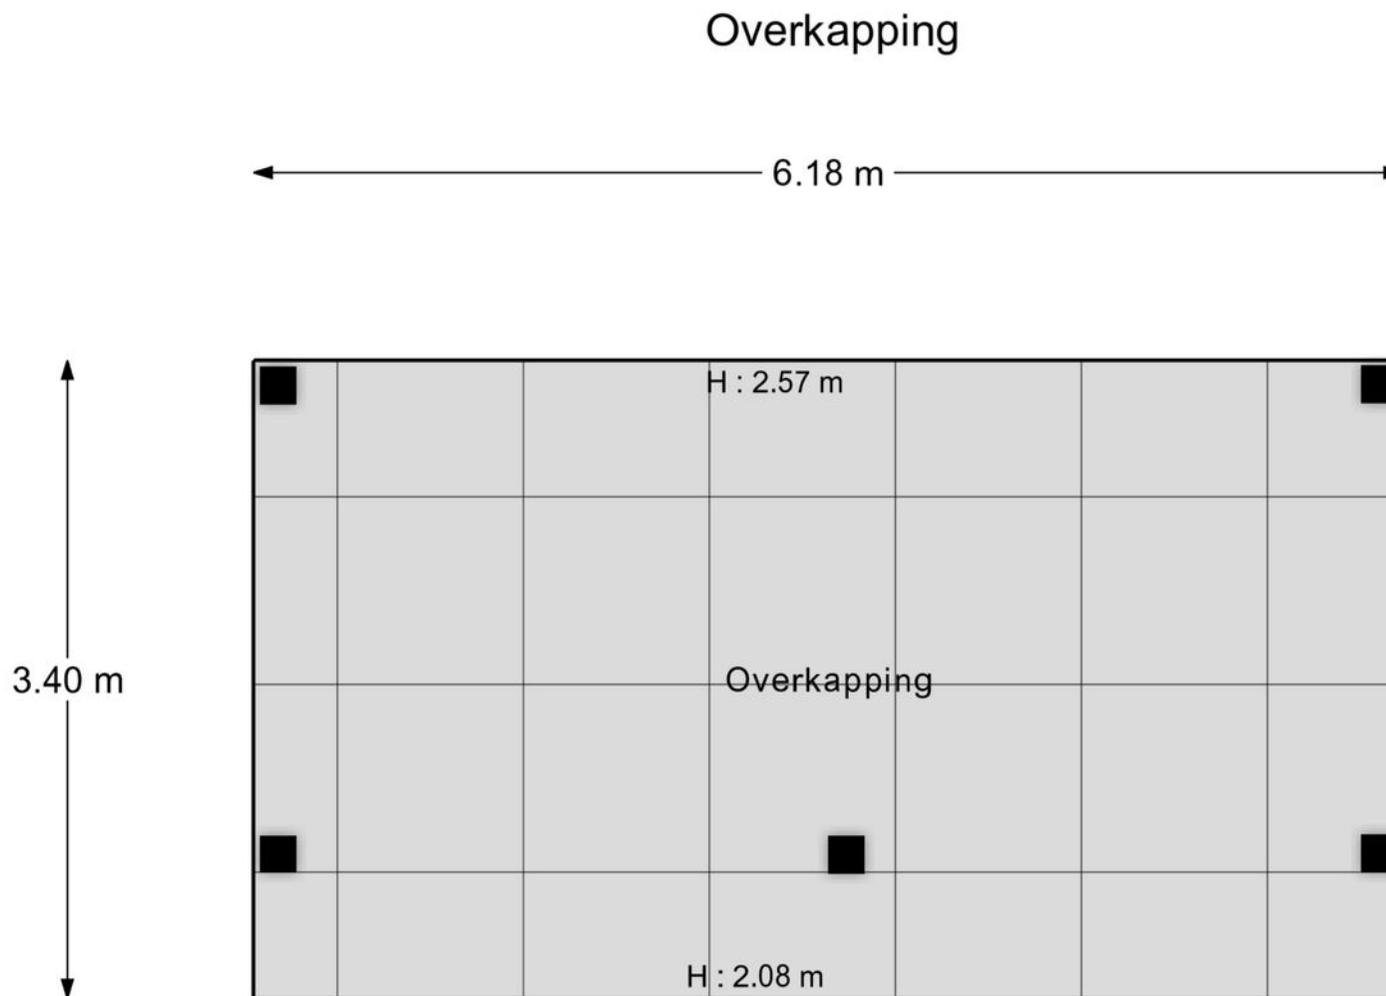 Overkapping
6.18 m
H : 2.57 m
3.40 m
Overkapping
H : 2.08 m